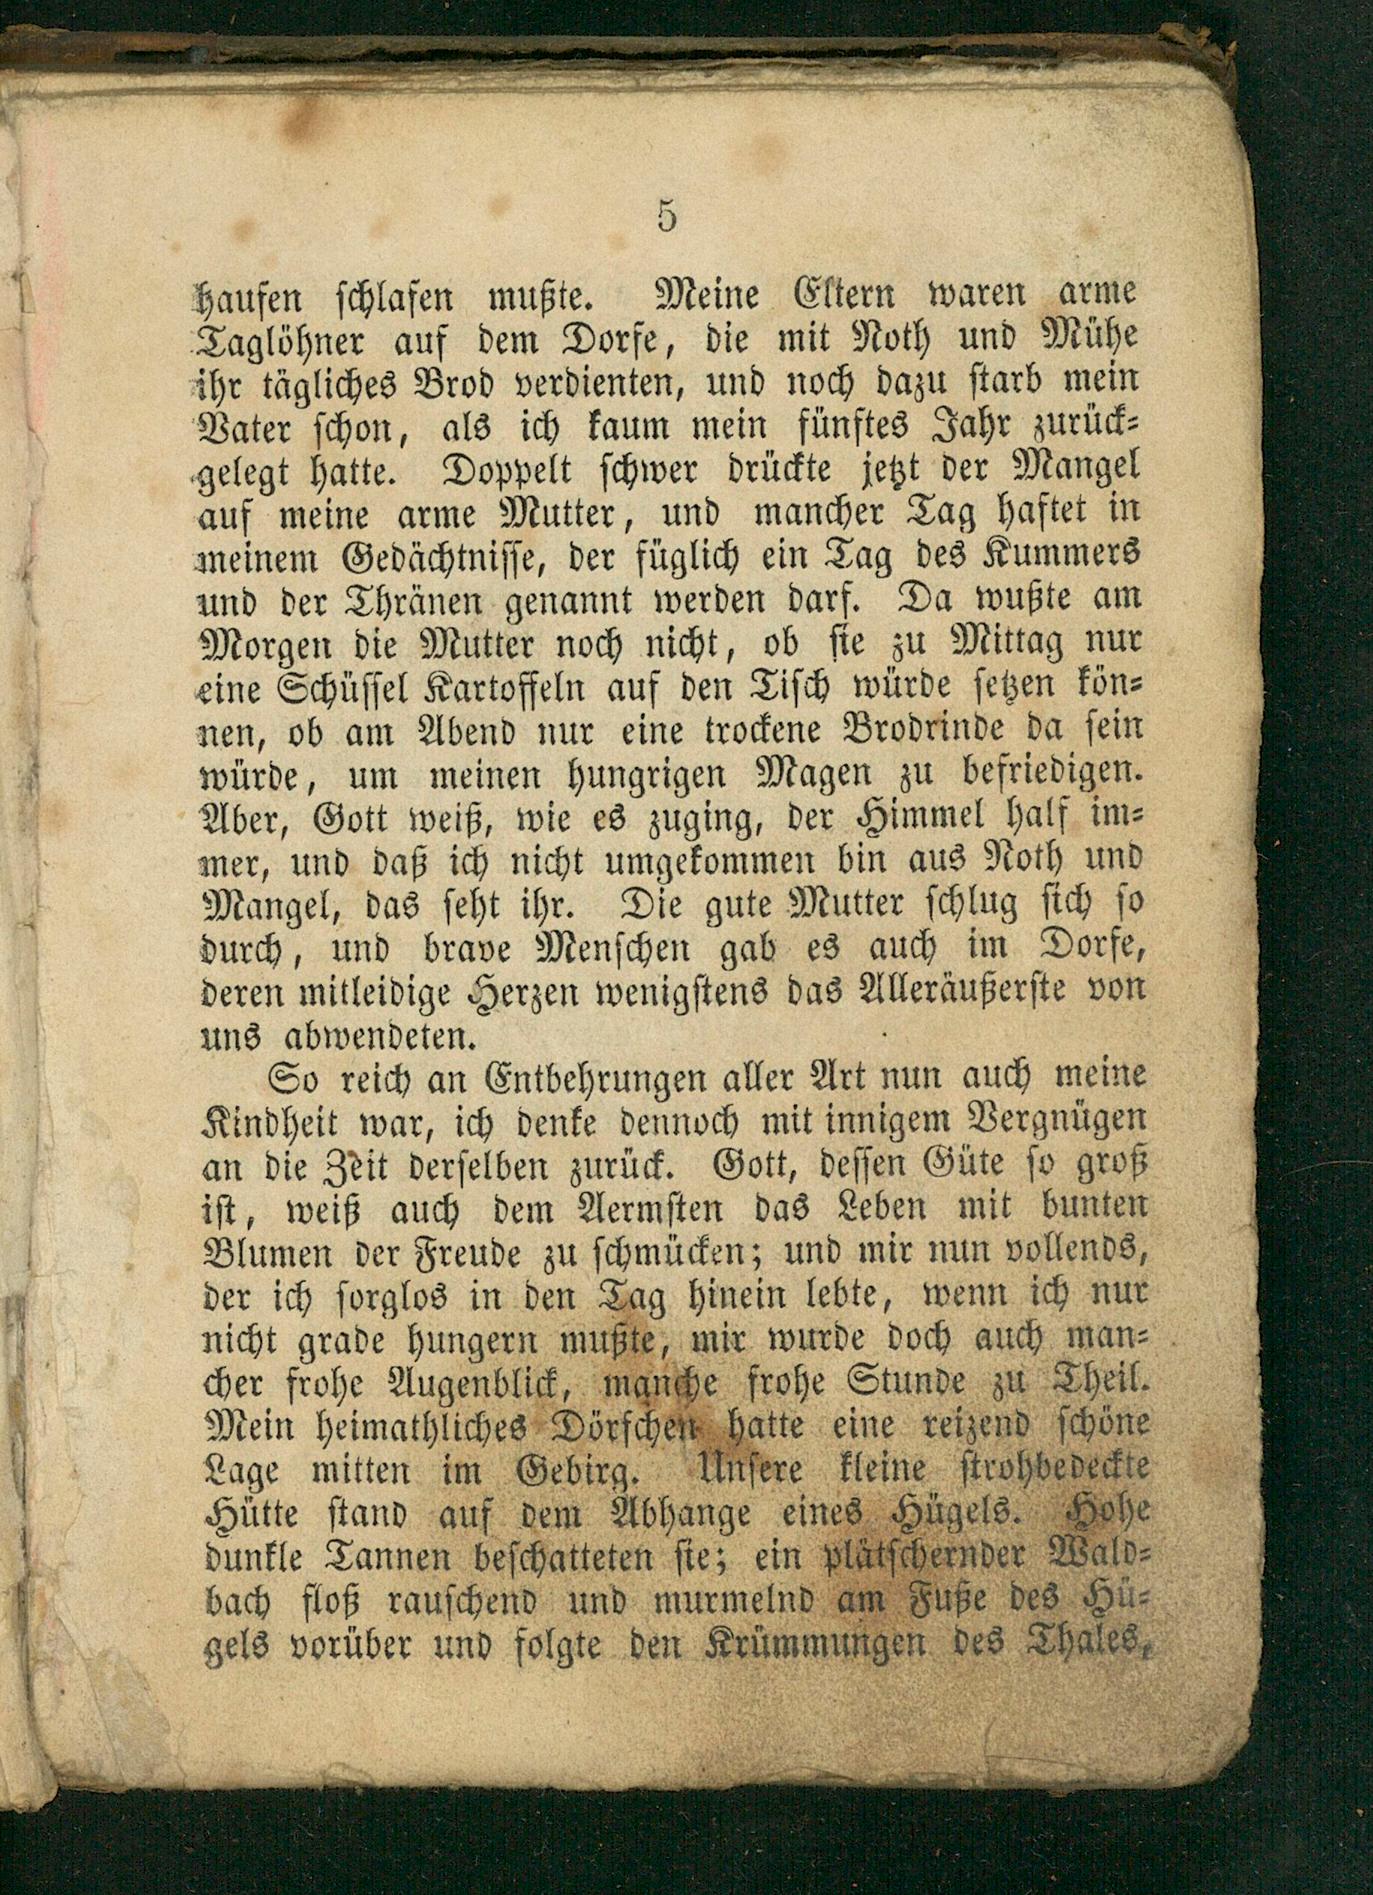 5
haufen schlafen mußte. Meine Eltern waren arme
Taglöhner auf dem Dorfe, die mit Noth und Mühe
ihr tägliches Brod verdienten, und noch dazu starb mein
Vater schon, als ich kaum mein fünftes Jahr zurück-
gelegt hatte. Doppelt schwer drückte jetzt der Mangel
auf meine arme Mutter, und mancher Tag haftet in
meinem Gedächtnisse, der füglich ein Tag des Kummers
und der Thränen genannt werden darf. Da wußte am
Morgen die Mutter noch nicht, ob sie zu Mittag nur
eine Schüssel Kartoffeln auf den Tisch würde setzen kön-
nen, ob am Abend nur eine trockene Brodrinde da sein
würde, um meinen hungrigen Magen zu befriedigen.
Aber, Gott weiß, wie es zuging, der Himmel half im-
mer, und daß ich nicht umgekommen bin aus Noth und
Mangel, das seht ihr. Die gute Mutter schlug sich so
durch, und brave Menschen gab es auch im Dorfe,
deren mitleidige Herzen wenigstens das Alleräußerste von
uns abwendeten.
So reich an Entbehrungen aller Art nun auch meine
Kindheit war, ich denke dennoch mit innigem Vergnügen
an die Zeit derselben zurück. Gott, dessen Güte so groß
ist, weiß auch dem Aermsten das Leben mit bunten
Blumen der Freude zu schmücken; und mir nun vollends,
der ich sorglos in den Tag hinein lebte, wenn ich nur
nicht grade hungern mußte, mir wurde doch auch man-
cher frohe Augenblick, manche frohe Stunde zu Theil.
Mein heimathliches Dörfchen hatte eine reizend schöne
Lage mitten im Gebirg. Unsere kleine strohbedeckte
Hütte stand auf dem Abhange eines Hügels. Hohe
dunkle Tannen beschatteten sie; ein plätschernder Wald-
bach floß rauschend und murmelnd am Fuße des Hü-
gels vorüber und folgte den Krümmungen des Thales,